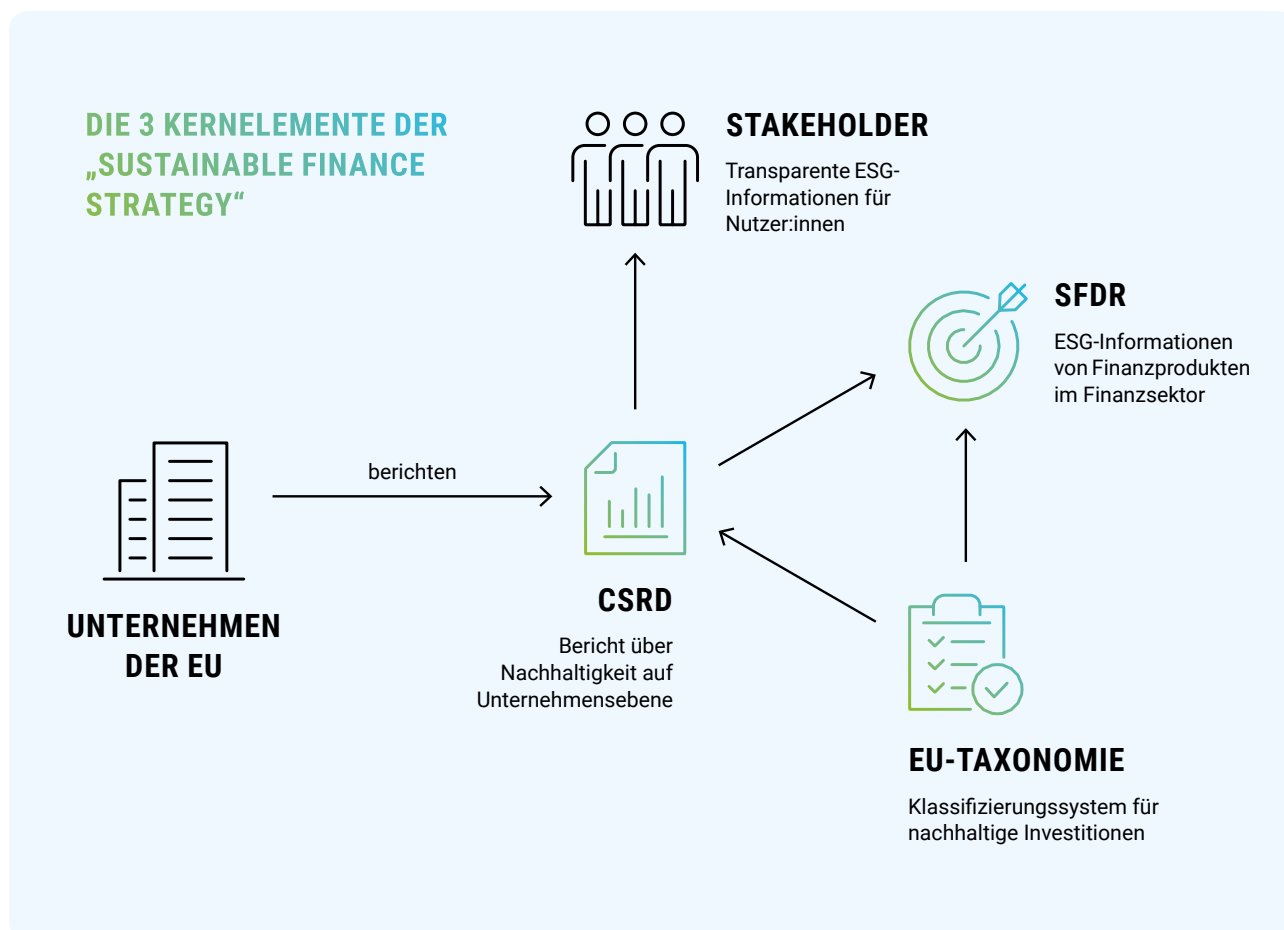 DIE 3 KERNELEMENTE DER
„SUSTAINABLE FINANCE
STRATEGY“
STAKEHOLDER
Transparente ESG-
Informationen für
Nutzer:innen
SFDR
ESG-Informationen
von Finanzprodukten
im Finanzsektor
berichten
UNTERNEHMEN
DER EU
CSRD
Bericht über
Nachhaltigkeit auf
Unternehmensebene
EU-TAXONOMIE
Klassifizierungssystem für
nachhaltige Investitionen